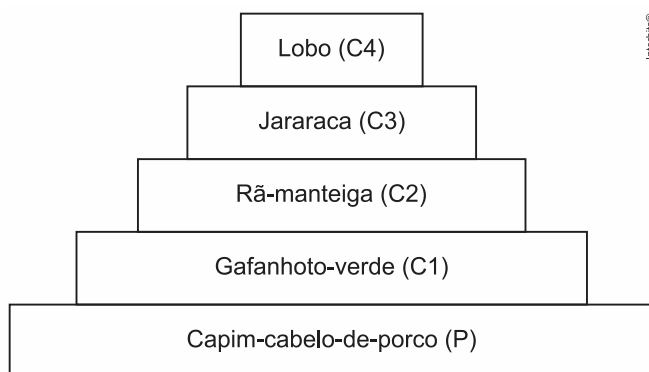 Lobo (C4)
Jararaca (C3)
Rã-manteiga (C2)
Gafanhoto-verde (C1)
Capim-cabelo-de-porco (P)